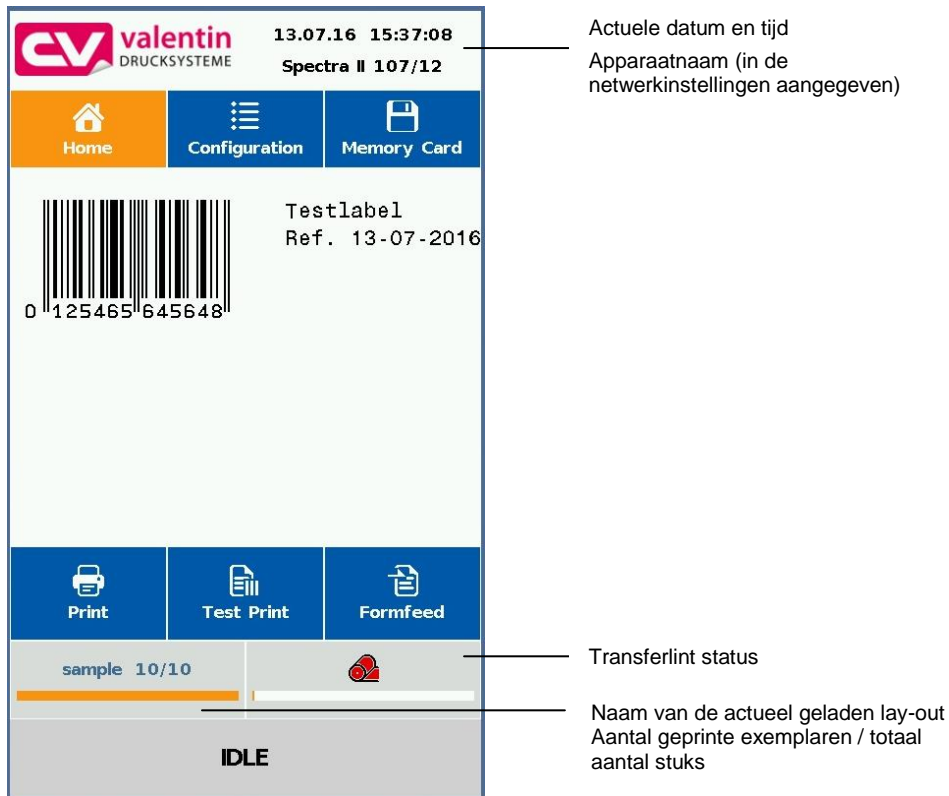 valentin
DRUCKSYSTEME
13.07.16 15:37:08
Spectra II 107/12
Actuele datum en tijd
Apparaatnaam (in de
netwerkinstellingen aangegeven)
Home
Configuration
Memory Card
Testlabel
Ref. 13-07-2016
0 125465 645648
Print
Test Print
Formfeed
sample 10/10
Transferlint status
Naam van de actueel geladen lay-out
Aantal geprinte exemplaren / totaal
aantal stuks
IDLE